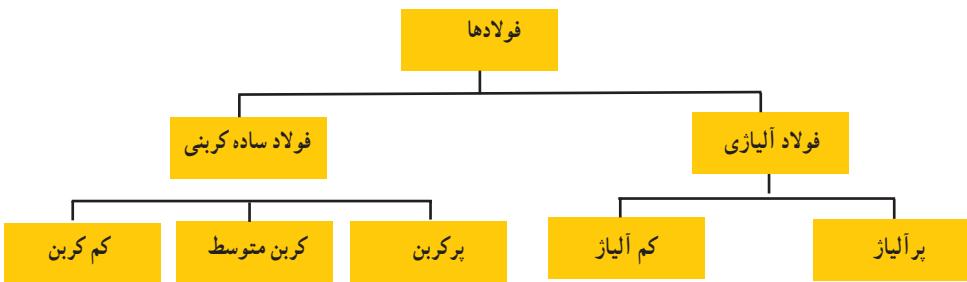 فولادها
فولاد آلیاژی
فولاد ساده کربنی
پرآلیاژ
کم آلیاژ
پرکربن
کربن متوسط
کم کربن